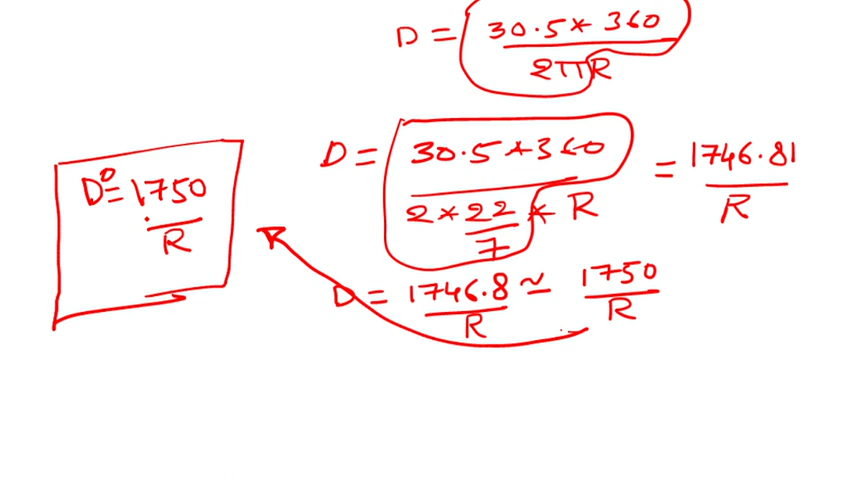 D = 30.5 * 360 / 2πR
D = 30.5 * 360 / 2 * 22/7 * R = 1746.81 / R
D = 1746.8 / R ≃ 1750 / R
D° = 1750 / R